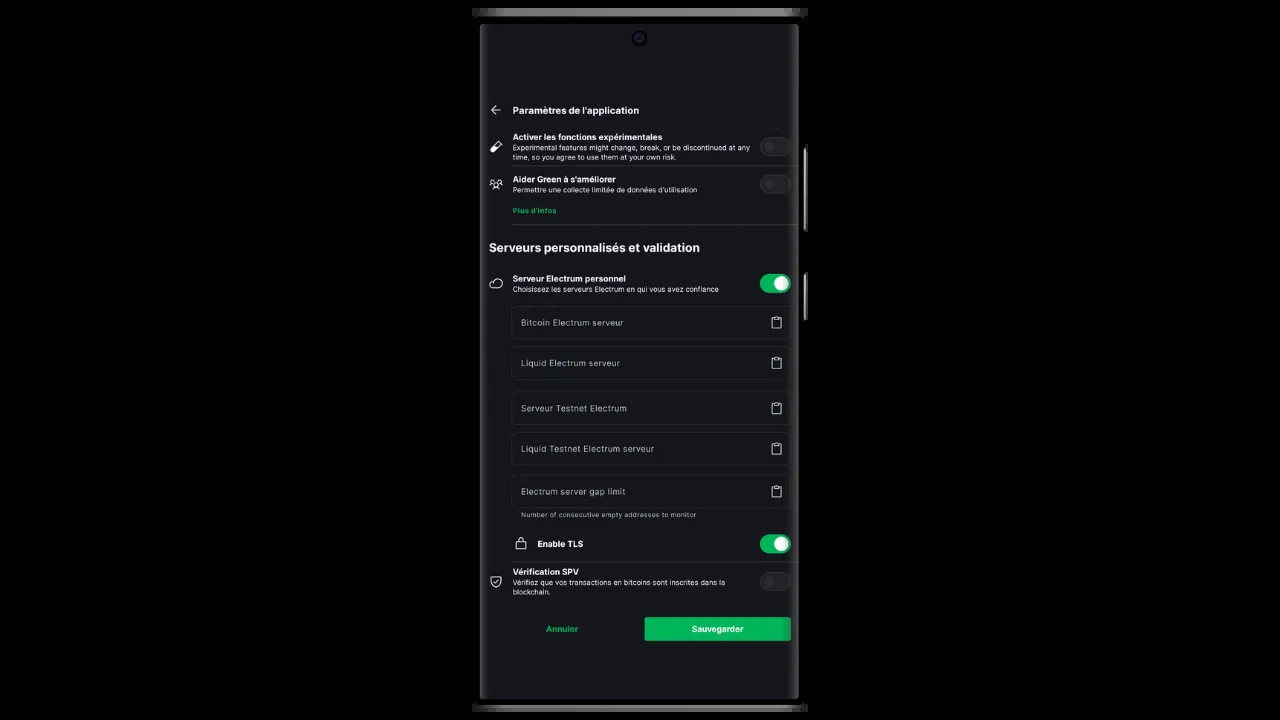 Paramètres de l'application
Activer les fonctions expérimentales
Experimental features might change, break, or be discontinued at any
time, so you agree to use them at your own risk.
Aider Green à s'améliorer
Permettre une collecte limitée de données d'utilisation
Plus d'infos
Serveurs personnalisés et validation
Serveur Electrum personnel
Choisissez les serveurs Electrum en qui vous avez confiance
Bitcoin Electrum serveur
Liquid Electrum serveur
Serveur Testnet Electrum
Liquid Testnet Electrum serveur
Electrum server gap limit
Number of consecutive empty addresses to monitor
Enable TLS
Vérification SPV
Vérifiez que vos transactions en bitcoins sont inscrites dans la
blockchain.
Annuler
Sauvegarder